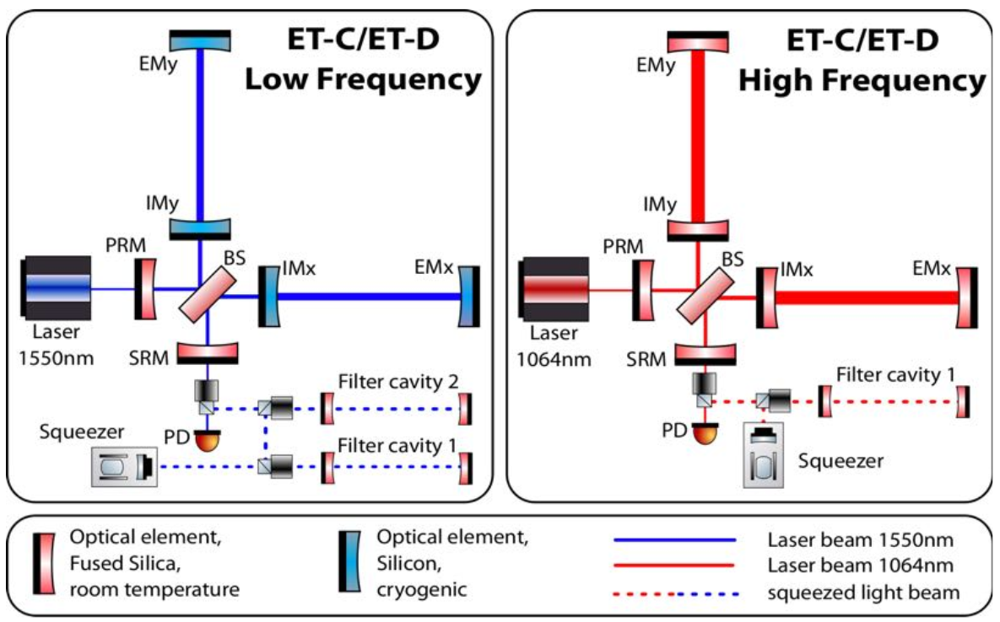 ET-C/ET-D
Low Frequency
EMy
IMy
PRM
BS
IMx
EMx
Laser
1550nm
SRM
Filter cavity 2
PD
Squeezer
Filter cavity 1
ET-C/ET-D
High Frequency
EMy
IMy
PRM
BS
IMx
EMx
Laser
1064nm
SRM
Filter cavity 1
PD
Squeezer
Optical element,
Fused Silica,
room temperature
Optical element,
Silicon,
cryogenic
Laser beam 1550nm
Laser beam 1064nm
squeezed light beam